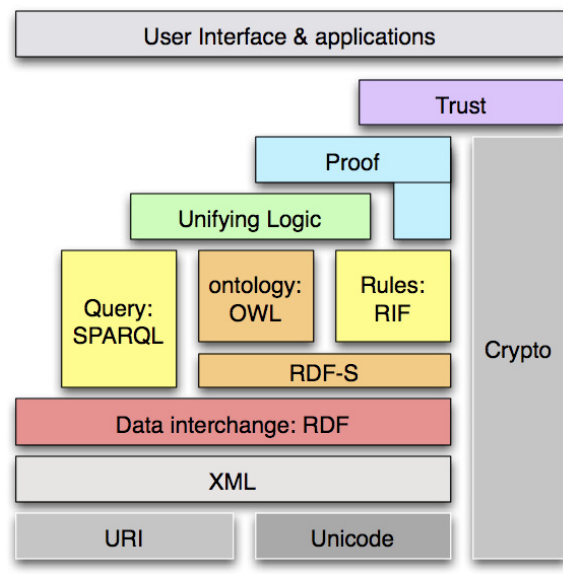 User Interface & applications
Trust
Proof
Unifying Logic
Query:
SPARQL
ontology:
OWL
Rules:
RIF
Crypto
RDF-S
Data interchange: RDF
XML
URI
Unicode